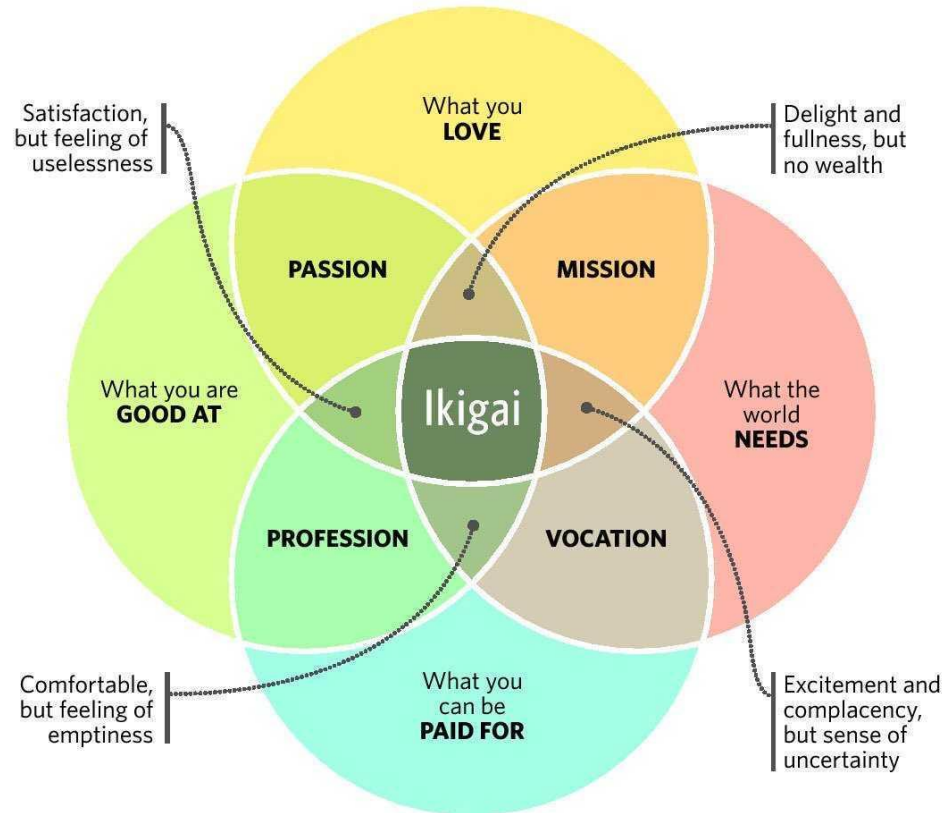 What you
LOVE
Satisfaction,
but feeling of
uselessness
Delight and
fullness, but
no wealth
PASSION
MISSION
What you are
GOOD AT
Ikigai
What the
world
NEEDS
PROFESSION
VOCATION
Comfortable,
but feeling of
emptiness
What you
can be
PAID FOR
Excitement and
complacency,
but sense of
uncertainty